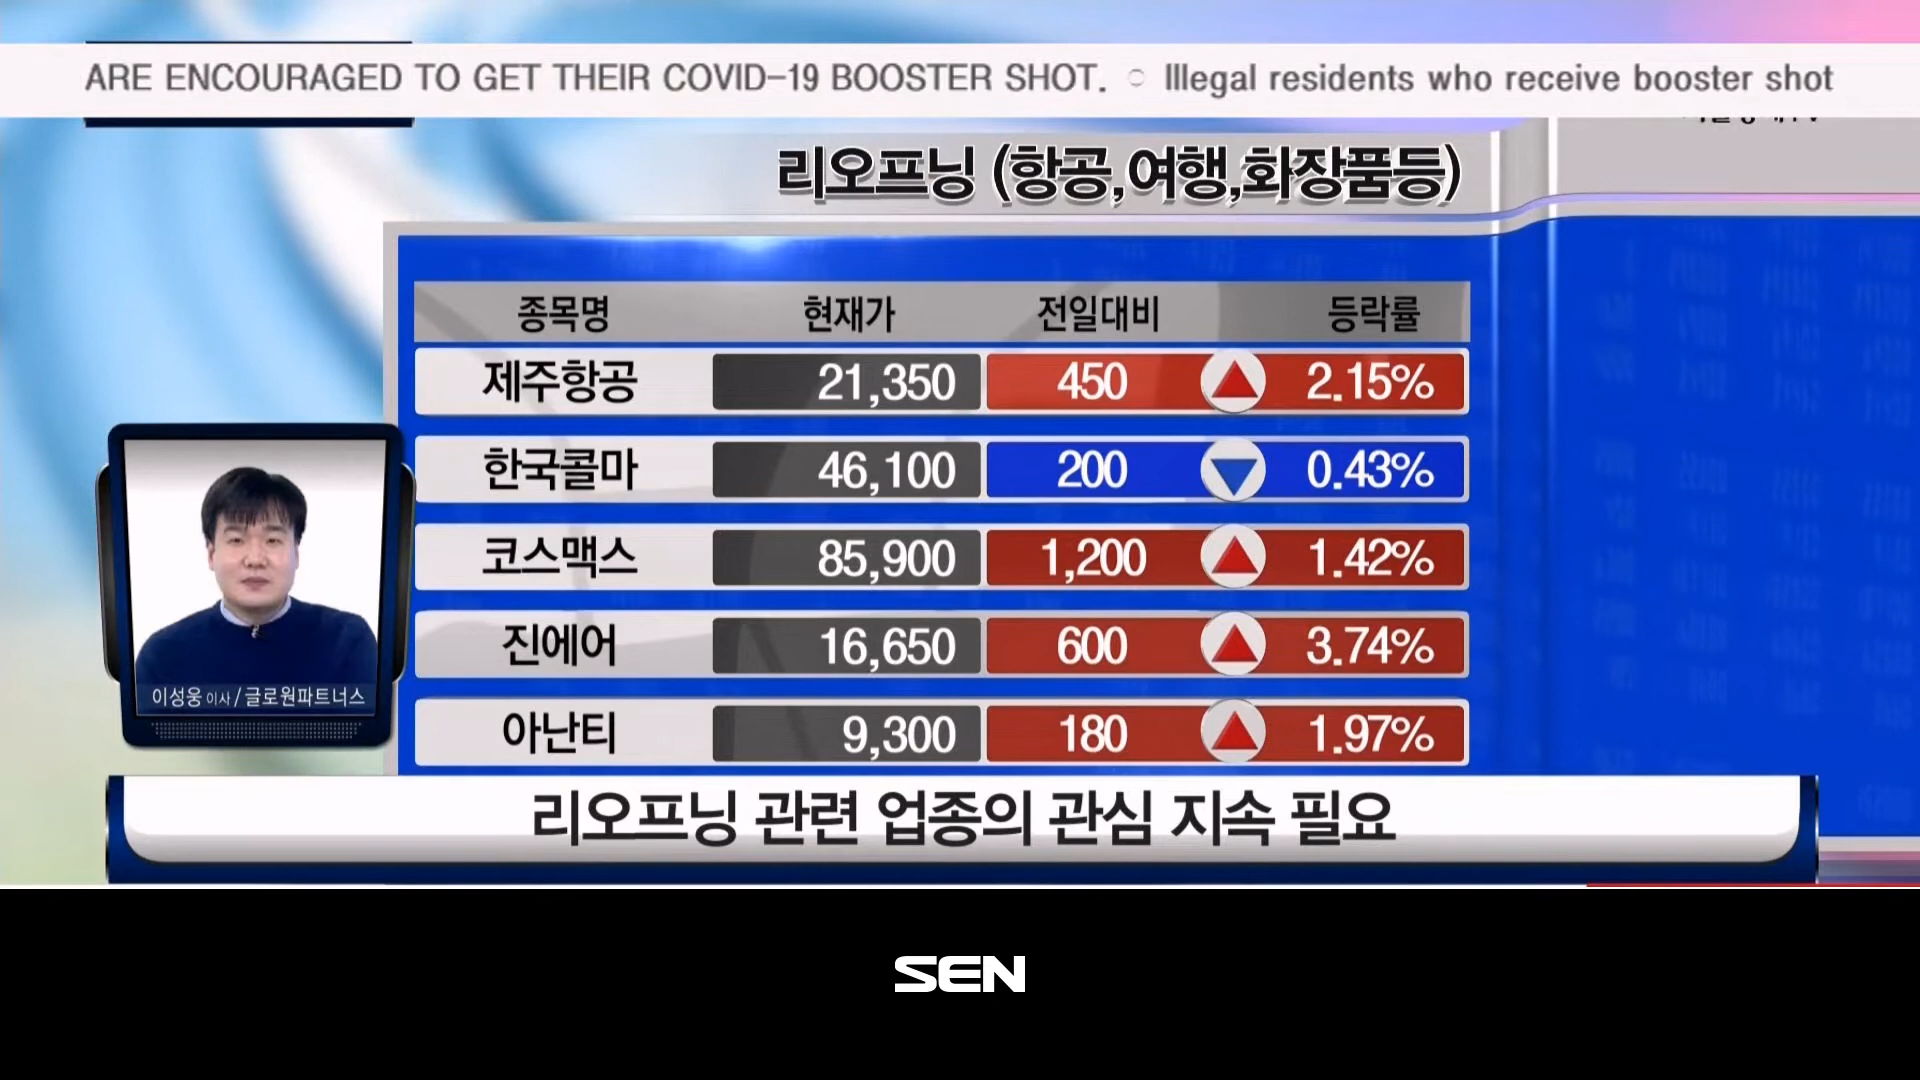 ARE ENCOURAGED TO GET THEIR COVID-19 BOOSTER SHOT. ○ Illegal residents who receive booster shot
리오프닝 (항공,여행,화장품등)
종목명 현재가 전일대비 등락률
제주항공 21,350 450 ▲ 2.15%
한국콜마 46,100 200 ▼ 0.43%
코스맥스 85,900 1,200 ▲ 1.42%
진에어 16,650 600 ▲ 3.74%
아난티 9,300 180 ▲ 1.97%
이성웅 이사 / 글로원파트너스
리오프닝 관련 업종의 관심 지속 필요
SEN